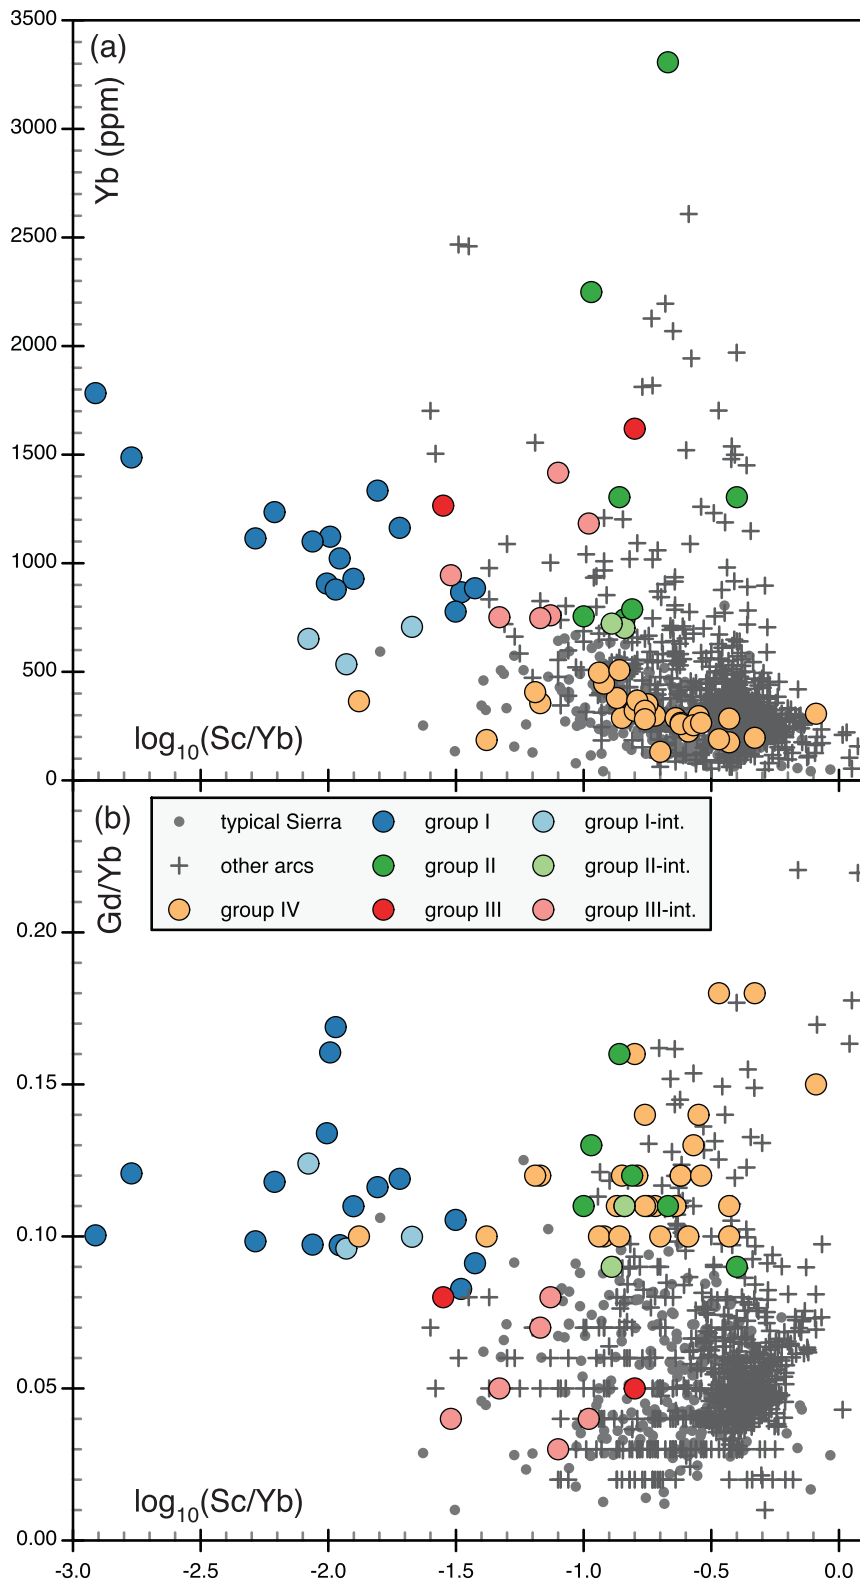 3500
(a)
Yb (ppm)
3000
2500
2000
1500
1000
500
log10(Sc/Yb)
0
(b)
Gd/Yb
typical Sierra group I group I-int.
other arcs group II group II-int.
group IV group III group III-int.
0.20
0.15
0.10
0.05
log10(Sc/Yb)
0.00
-3.0 -2.5 -2.0 -1.5 -1.0 -0.5 0.0